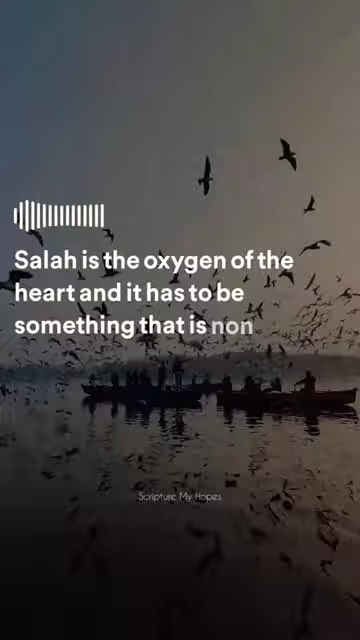 Salah is the oxygen of the
heart and it has to be
something that is non
Scripture My Hopes